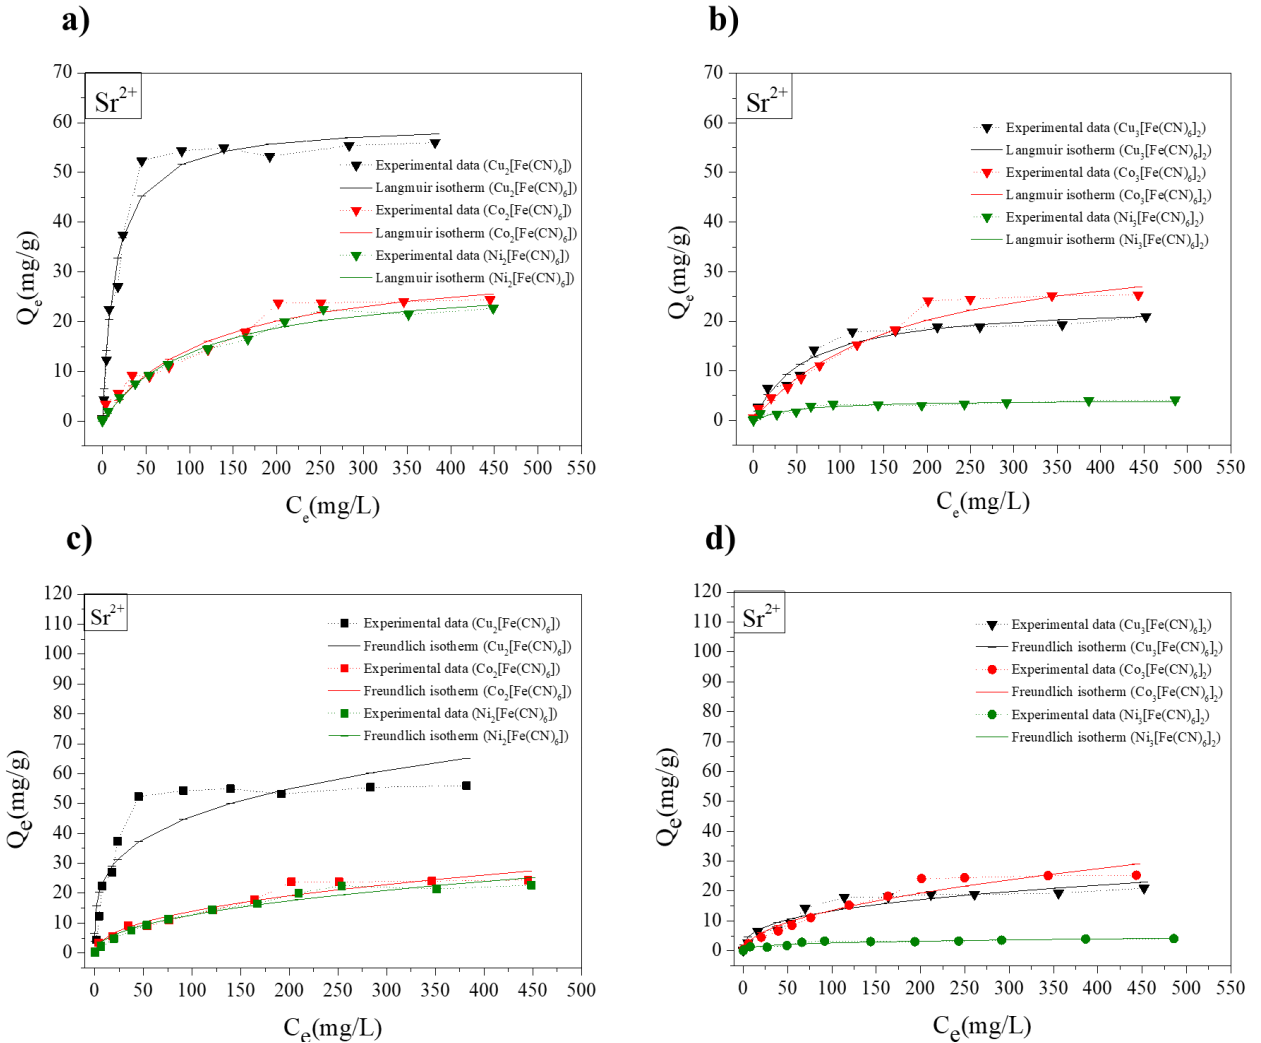 a)
Sr²⁺
Q_e(mg/g)
70
60
50
40
30
20
10
0
Experimental data (Cu₂[Fe(CN)₆])
Langmuir isotherm (Cu₂[Fe(CN)₆])
Experimental data (Co₂[Fe(CN)₆])
Langmuir isotherm (Co₂[Fe(CN)₆])
Experimental data (Ni₂[Fe(CN)₆])
Langmuir isotherm (Ni₂[Fe(CN)₆])
0 50 100 150 200 250 300 350 400 450 500 550
C_e(mg/L)
b)
Sr²⁺
Q_e(mg/g)
70
60
50
40
30
20
10
0
Experimental data (Cu₃[Fe(CN)₆]₂)
Langmuir isotherm (Cu₃[Fe(CN)₆]₂)
Experimental data (Co₃[Fe(CN)₆]₂)
Langmuir isotherm (Co₃[Fe(CN)₆]₂)
Experimental data (Ni₃[Fe(CN)₆]₂)
Langmuir isotherm (Ni₃[Fe(CN)₆]₂)
0 50 100 150 200 250 300 350 400 450 500 550
C_e(mg/L)
c)
Sr²⁺
Qe(mg/g)
120
110
100
90
80
70
60
50
40
30
20
10
0
Experimental data (Cu₂[Fe(CN)₆])
Freundlich isotherm (Cu₂[Fe(CN)₆])
Experimental data (Co₂[Fe(CN)₆])
Freundlich isotherm (Co₂[Fe(CN)₆])
Experimental data (Ni₂[Fe(CN)₆])
Freundlich isotherm (Ni₂[Fe(CN)₆])
0 50 100 150 200 250 300 350 400 450 500
Ce(mg/L)
d)
Sr²⁺
Qe(mg/g)
120
110
100
90
80
70
60
50
40
30
20
10
0
Experimental data (Cu₃[Fe(CN)₆]₂)
Freundlich isotherm (Cu₃[Fe(CN)₆]₂)
Experimental data (Co₃[Fe(CN)₆]₂)
Freundlich isotherm (Co₃[Fe(CN)₆]₂)
Experimental data (Ni₃[Fe(CN)₆]₂)
Freundlich isotherm (Ni₃[Fe(CN)₆]₂)
0 50 100 150 200 250 300 350 400 450 500 550
Ce(mg/L)